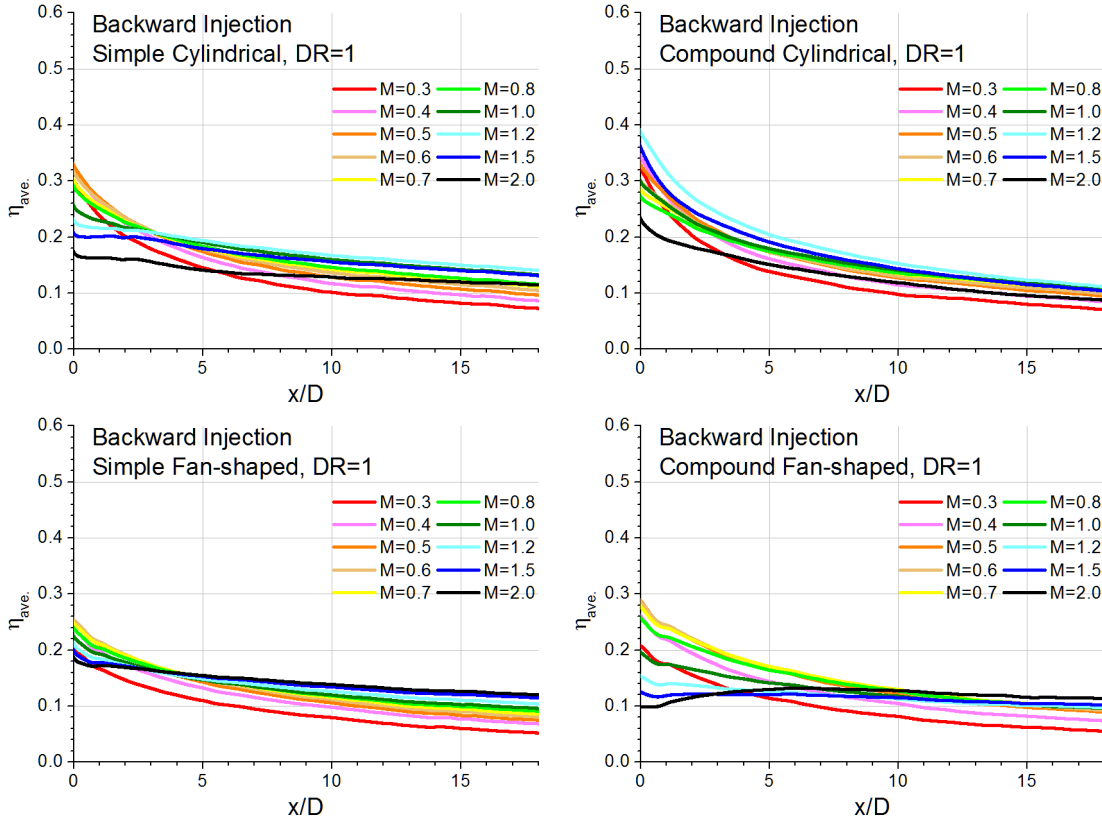 Backward Injection
Simple Cylindrical, DR=1
M=0.3 M=0.8
M=0.4 M=1.0
M=0.5 M=1.2
M=0.6 M=1.5
M=0.7 M=2.0
0.6
0.5
0.4
0.3
0.2
0.1
0.0
ηave.
0 5 10 15
x/D
Backward Injection
Compound Cylindrical, DR=1
M=0.3 M=0.8
M=0.4 M=1.0
M=0.5 M=1.2
M=0.6 M=1.5
M=0.7 M=2.0
0.6
0.5
0.4
0.3
0.2
0.1
0.0
ηave.
0 5 10 15
x/D
Backward Injection
Simple Fan-shaped, DR=1
M=0.3 M=0.8
M=0.4 M=1.0
M=0.5 M=1.2
M=0.6 M=1.5
M=0.7 M=2.0
0.6
0.5
0.4
0.3
0.2
0.1
0.0
ηave.
0 5 10 15
x/D
Backward Injection
Compound Fan-shaped, DR=1
M=0.3 M=0.8
M=0.4 M=1.0
M=0.5 M=1.2
M=0.6 M=1.5
M=0.7 M=2.0
0.6
0.5
0.4
0.3
0.2
0.1
0.0
ηave.
0 5 10 15
x/D